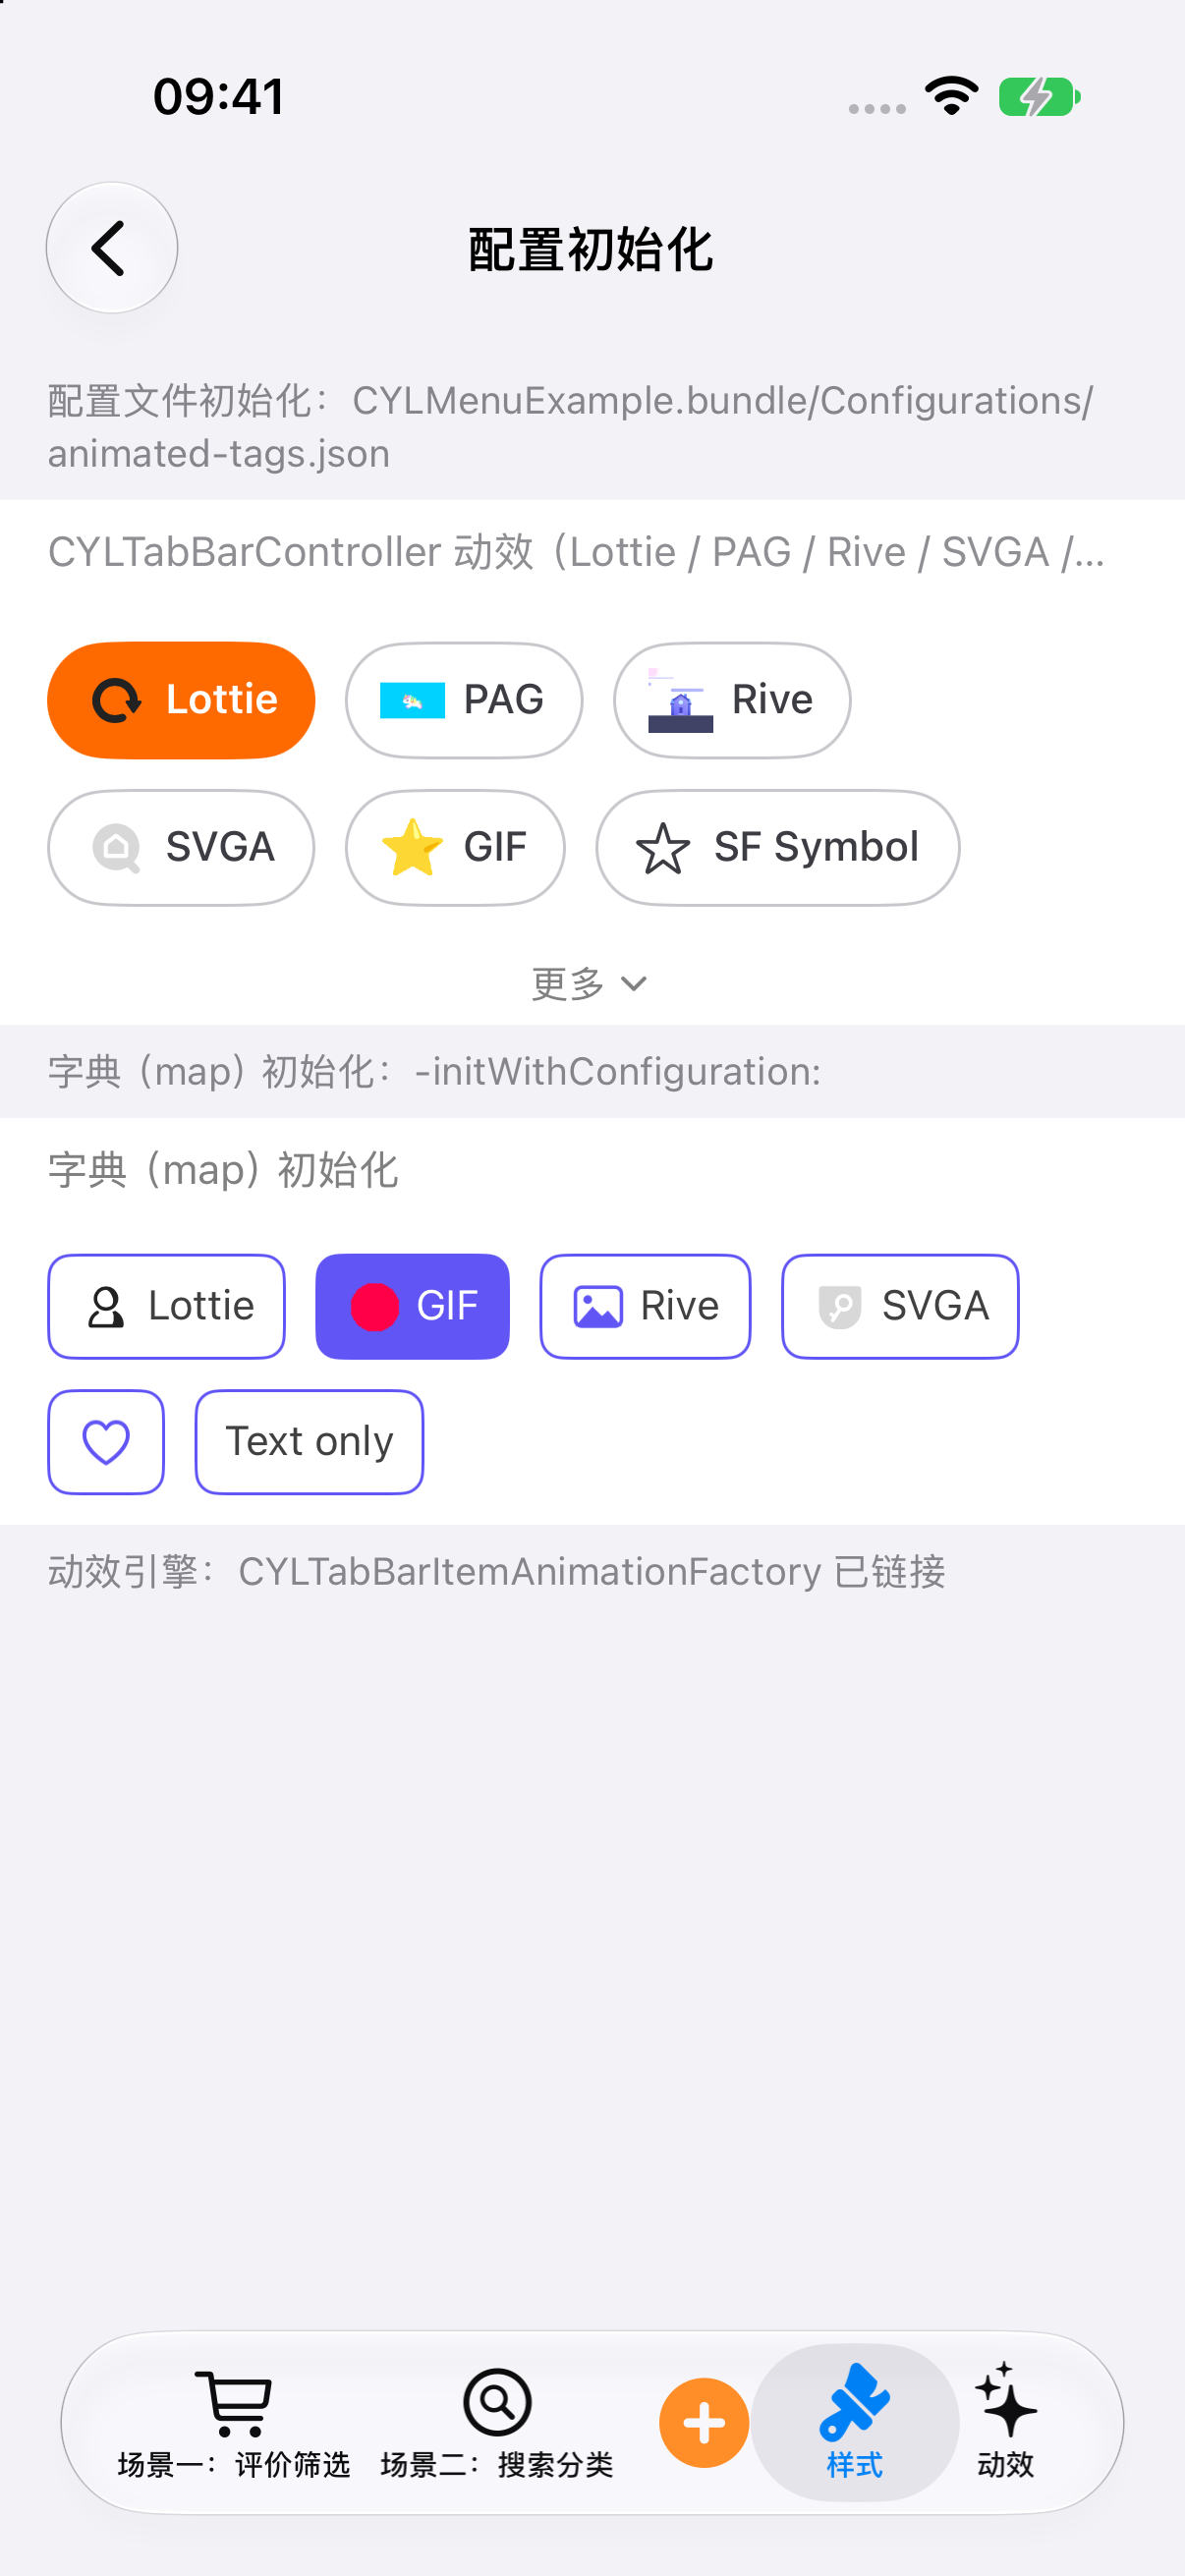 09:41
配置初始化
配置文件初始化：CYLMenuExample.bundle/Configurations/
animated-tags.json
CYLTabBarController 动效（Lottie / PAG / Rive / SVGA /...
Lottie
PAG
Rive
SVGA
GIF
SF Symbol
更多
字典（map）初始化：-initWithConfiguration:
字典（map）初始化
Lottie
GIF
Rive
SVGA
Text only
动效引擎：CYLTabBarItemAnimationFactory 已链接
场景一：评价筛选
场景二：搜索分类
样式
动效